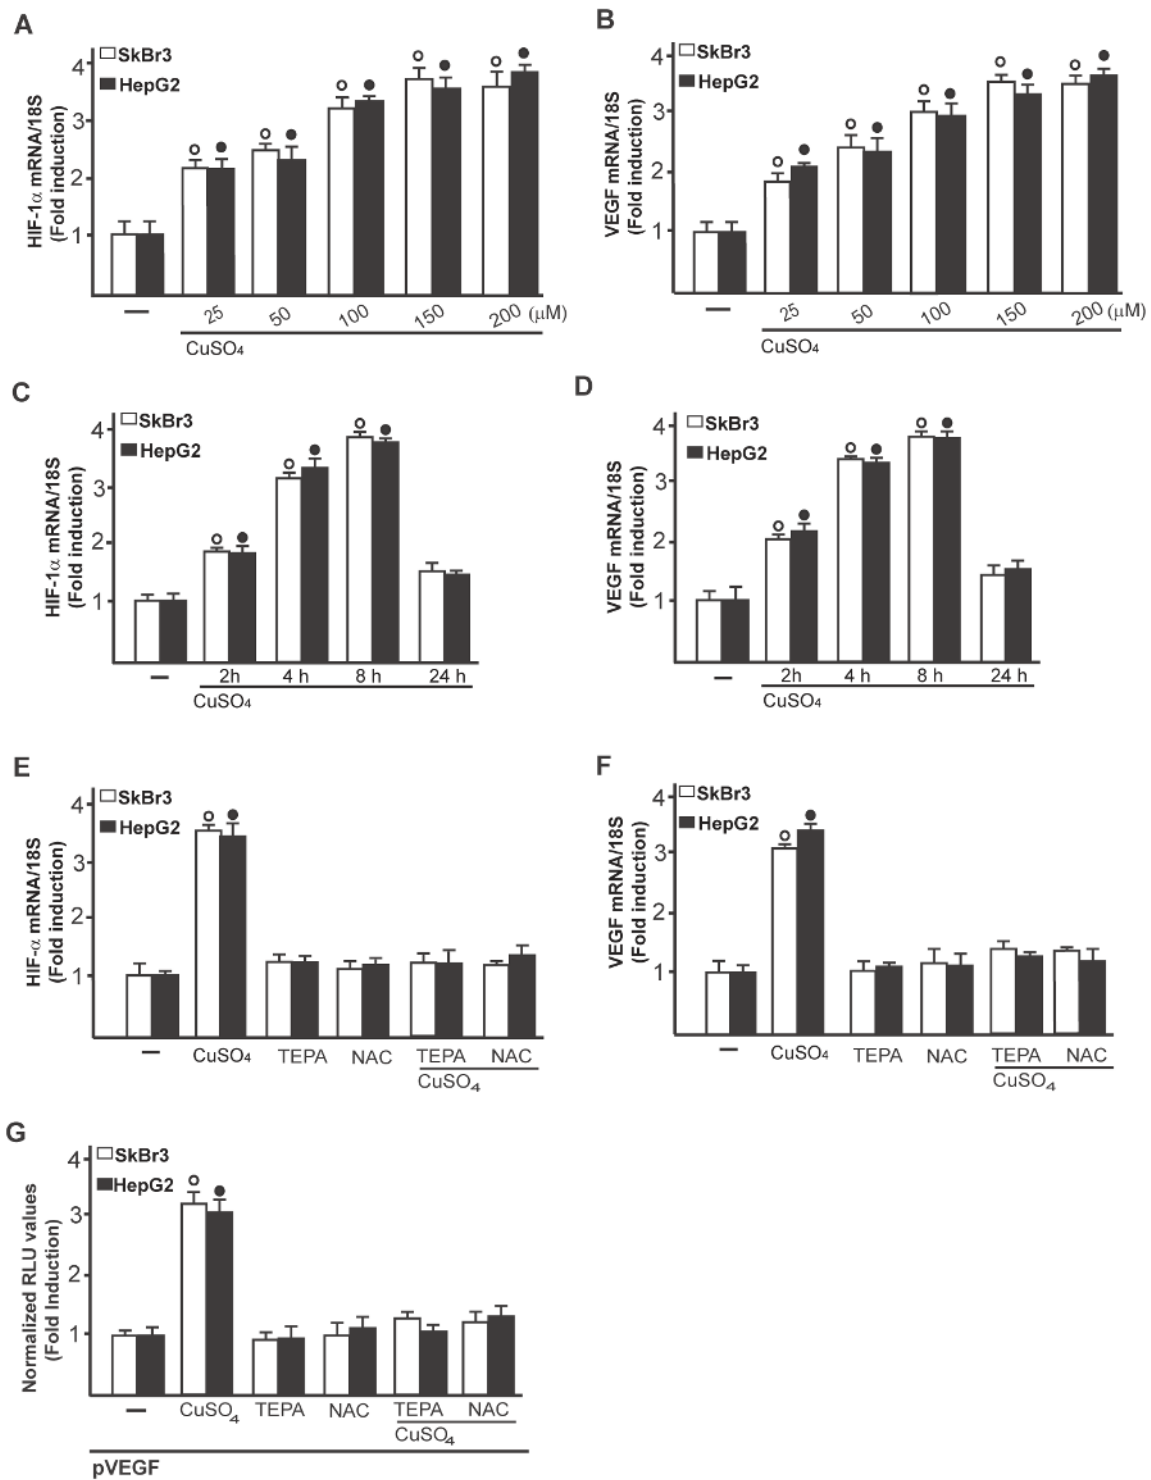 A
SkBr3
HepG2
HIF-1α mRNA/18S
(Fold induction)
4
3
2
1
— 25 50 100 150 200 (μM)
CuSO₄
B
SkBr3
HepG2
VEGF mRNA/18S
(Fold induction)
4
3
2
1
— 25 50 100 150 200 (μM)
CuSO₄
C
SkBr3
HepG2
HIF-1α mRNA/18S
(Fold induction)
4
3
2
1
— 2h 4 h 8 h 24 h
CuSO₄
D
SkBr3
HepG2
VEGF mRNA/18S
(Fold induction)
4
3
2
1
— 2h 4 h 8 h 24 h
CuSO₄
E
SkBr3
HepG2
HIF-α mRNA/18S
(Fold induction)
4
3
2
1
— CuSO₄ TEPA NAC TEPA NAC
CuSO₄
F
SkBr3
HepG2
VEGF mRNA/18S
(Fold induction)
4
3
2
1
— CuSO₄ TEPA NAC TEPA NAC
CuSO₄
G
SkBr3
HepG2
Normalized RLU values
(Fold Induction)
4
3
2
1
— CuSO₄ TEPA NAC TEPA NAC
CuSO₄
pVEGF